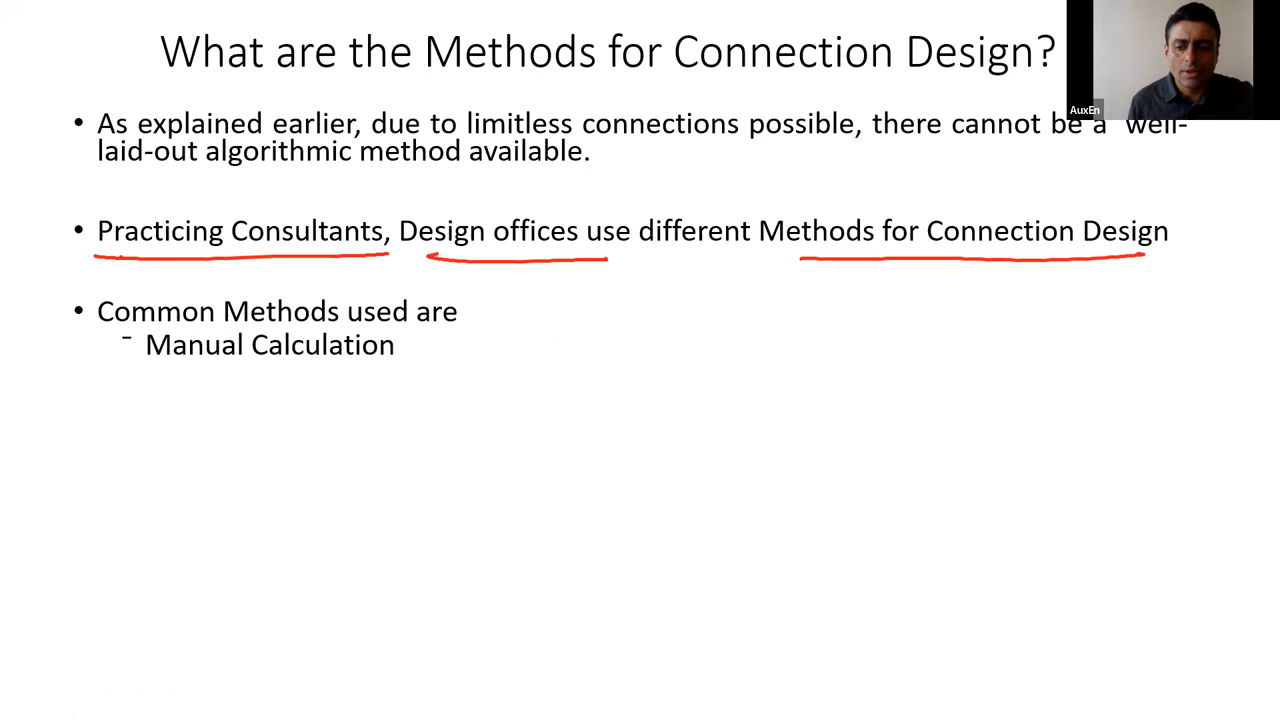 What are the Methods for Connection Design?
AuxEn
• As explained earlier, due to limitless connections possible, there cannot be a well-
laid-out algorithmic method available.
• Practicing Consultants, Design offices use different Methods for Connection Design
• Common Methods used are
- Manual Calculation